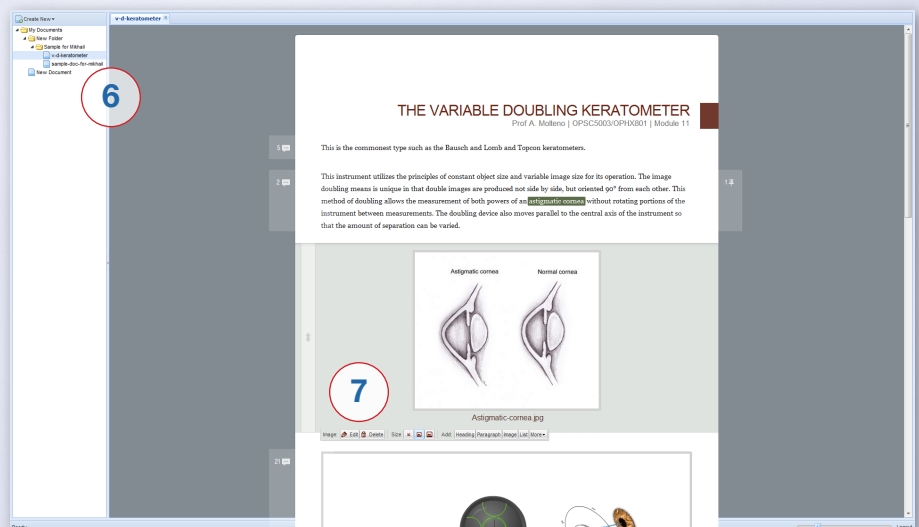 Create New
v-d-keratometer
My Documents
New Folder
Sample for Mikhail
v-d-keratometer
sample-doc-for-mikhail
New Document
6
THE VARIABLE DOUBLING KERATOMETER
Prof A. Molteno | OPSC5003/OPHX801 | Module 11
5
This is the commonest type such as the Bausch and Lomb and Topcon keratometers.
2
1
This instrument utilizes the principles of constant object size and variable image size for its operation. The image
doubling means is unique in that double images are produced not side by side, but oriented 90° from each other. This
method of doubling allows the measurement of both powers of an astigmatic cornea without rotating portions of the
instrument between measurements. The doubling device also moves parallel to the central axis of the instrument so
that the amount of separation can be varied.
Astigmatic cornea Normal cornea
7
Astigmatic-cornea.jpg
Image: Edit Delete Size: Add: Heading Paragraph Image List More
21